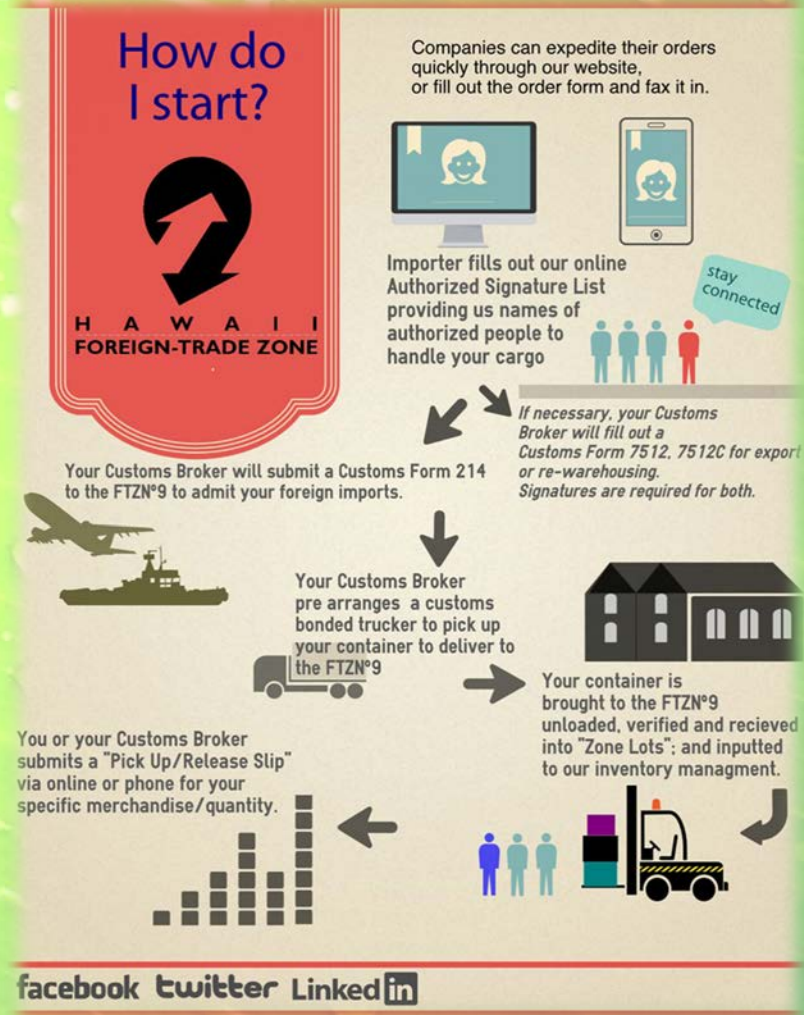 How do
I start?
HAWAII
FOREIGN-TRADE ZONE
Companies can expedite their orders
quickly through our website,
or fill out the order form and fax it in.
Importer fills out our online
Authorized Signature List
providing us names of
authorized people to
handle your cargo
stay
connected
If necessary, your Customs
Broker will fill out a
Customs Form 7512, 7512C for export
or re-warehousing.
Signatures are required for both.
Your Customs Broker will submit a Customs Form 214
to the FTZNº9 to admit your foreign imports.
Your Customs Broker
pre arranges a customs
bonded trucker to pick up
your container to deliver to
the FTZNº9
Your container is
brought to the FTZNº9
unloaded, verified and recieved
into "Zone Lots"; and inputted
to our inventory managment.
You or your Customs Broker
submits a "Pick Up/Release Slip"
via online or phone for your
specific merchandise/quantity.
facebook twitter Linked in